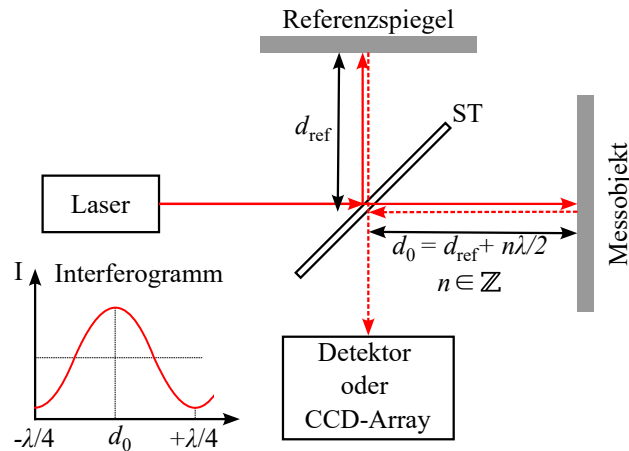 Referenzspiegel
d_ref
ST
Laser
Messobjekt
d_0 = d_ref + nλ/2
n ∈ ℤ
I
Interferogramm
Detektor
oder
CCD-Array
-λ/4 d_0 +λ/4